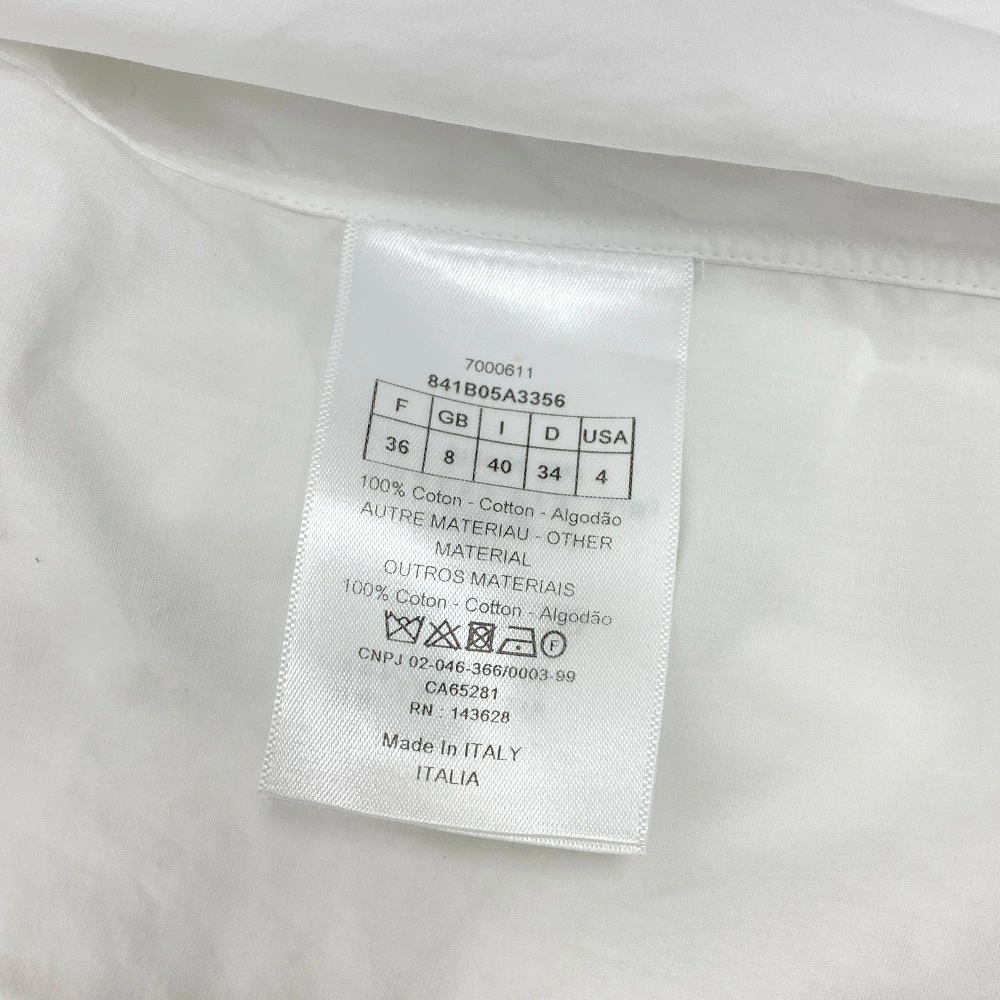 7000611
841B05A3356
F GB I D USA
36 8 40 34 4
100% Coton - Cotton - Algodão
AUTRE MATERIAU - OTHER
MATERIAL
OUTROS MATERIAIS
100% Coton - Cotton - Algodão
F
CNPJ 02-046-366/0003-99
CA65281
RN : 143628
Made In ITALY
ITALIA